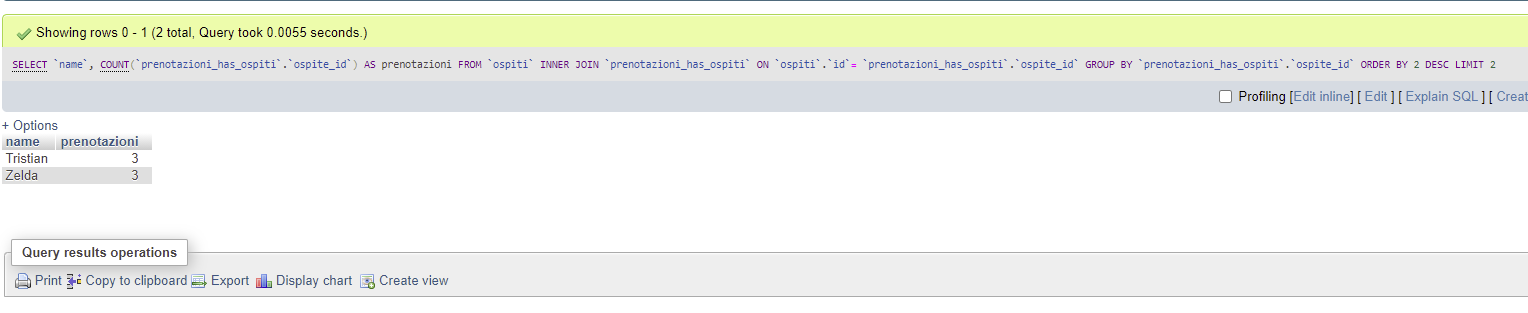 Showing rows 0 - 1 (2 total, Query took 0.0055 seconds.)
SELECT `name`, COUNT(`prenotazioni_has_ospiti`.`ospite_id`) AS prenotazioni FROM `ospiti` INNER JOIN `prenotazioni_has_ospiti` ON `ospiti`.`id`= `prenotazioni_has_ospiti`.`ospite_id` GROUP BY `prenotazioni_has_ospiti`.`ospite_id` ORDER BY 2 DESC LIMIT 2
Profiling [Edit inline] [ Edit ] [ Explain SQL ] [ Creat
+ Options
name prenotazioni
Tristian 3
Zelda 3
Query results operations
Print Copy to clipboard Export Display chart Create view